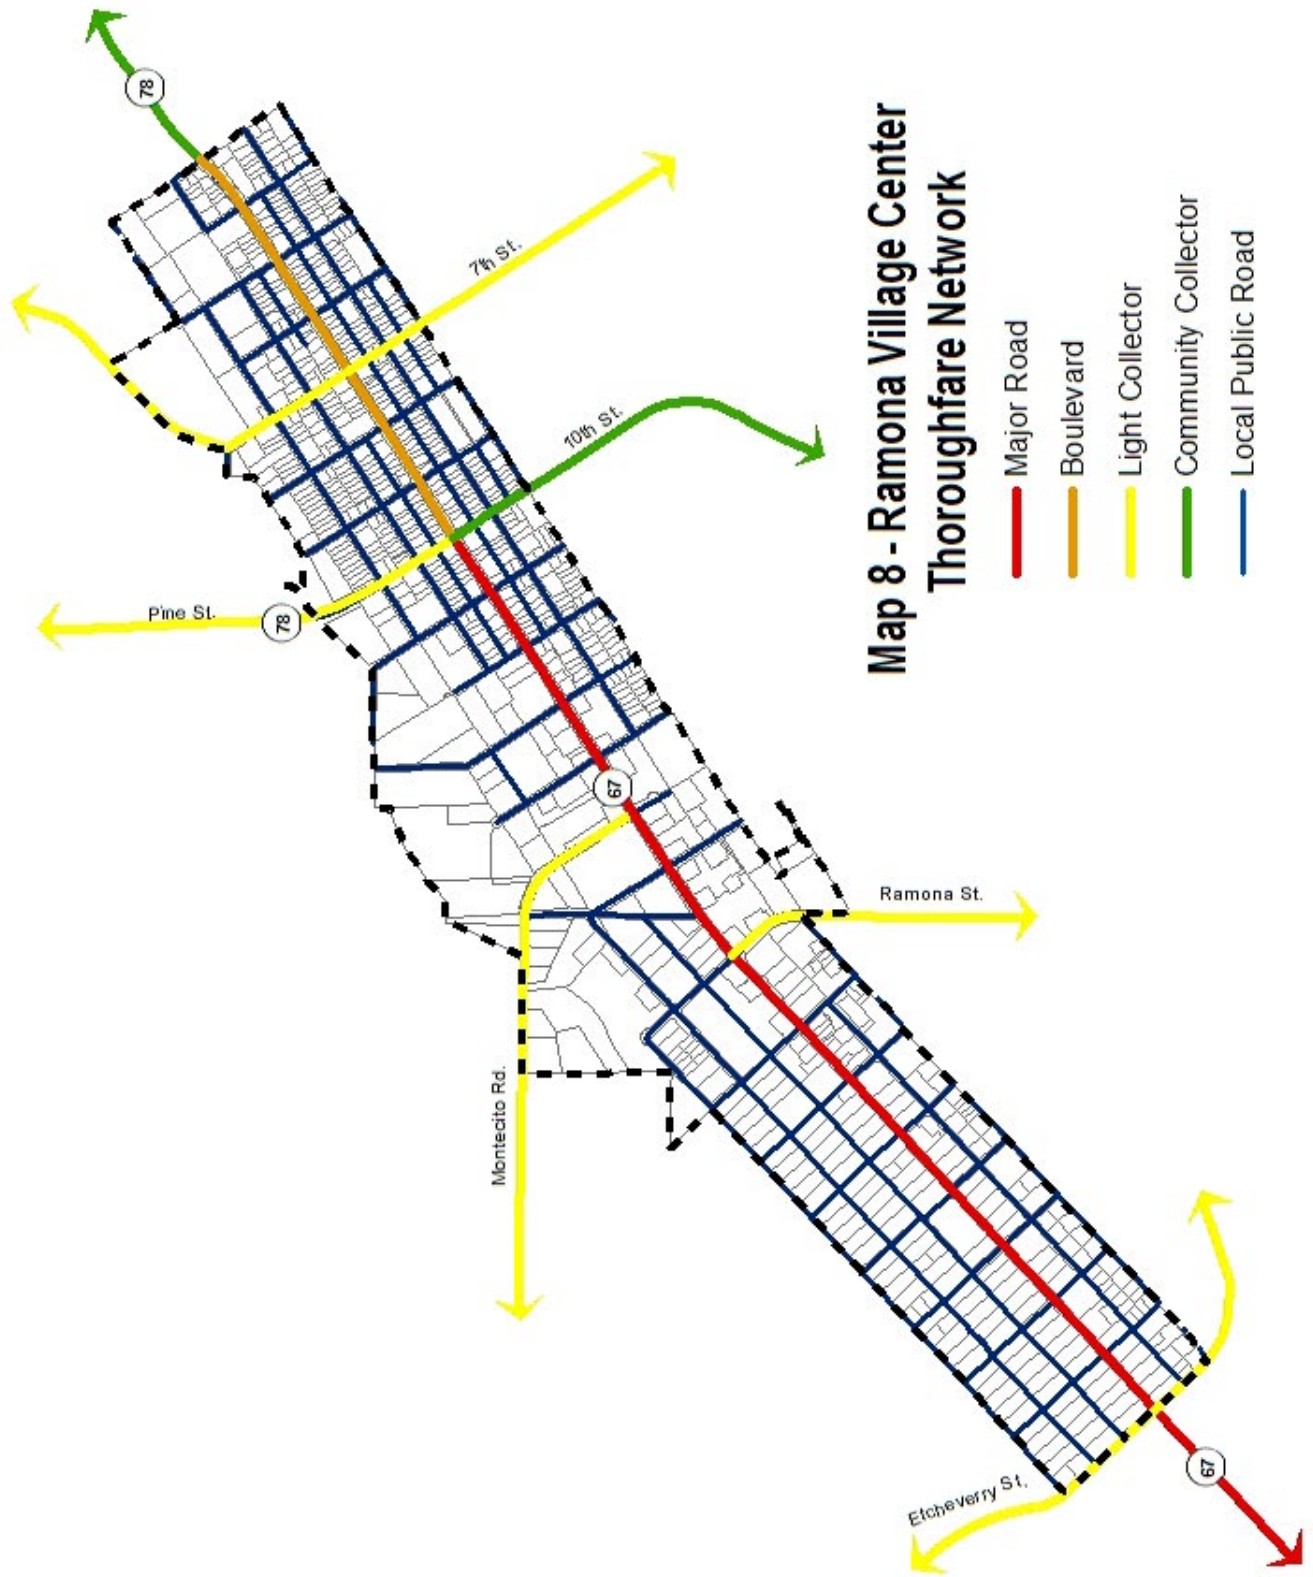 Map 8 - Ramona Village Center
Thoroughfare Network
Major Road
Boulevard
Light Collector
Community Collector
Local Public Road
78
7th St.
10th St.
Pine St.
78
67
Ramona St.
Montecito Rd.
Etcheverry St.
67